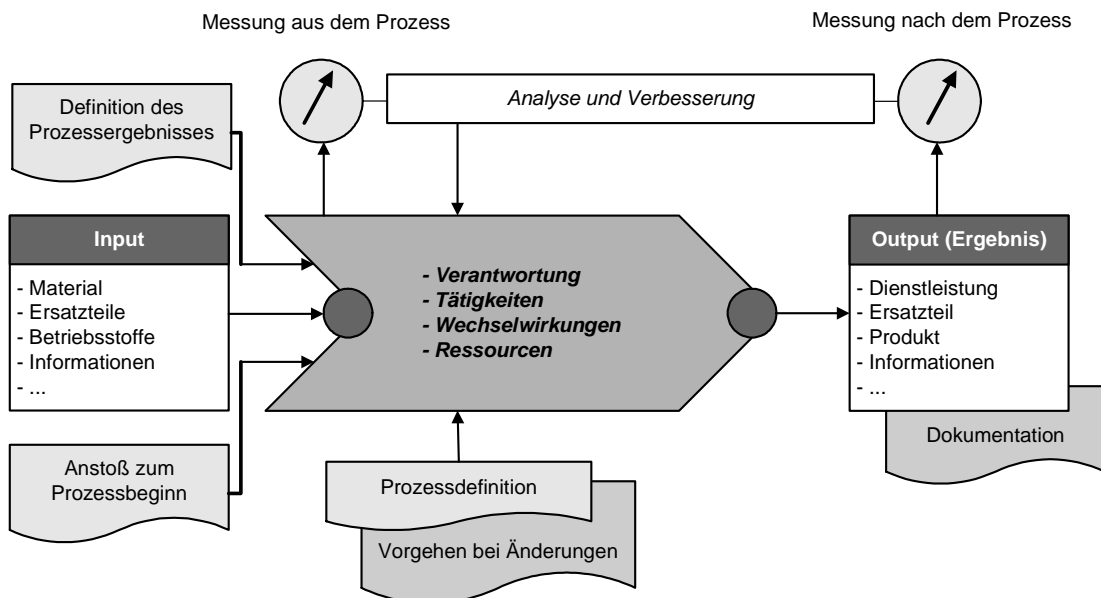 Messung aus dem Prozess
Messung nach dem Prozess
Definition des
Prozessergebnisses
Analyse und Verbesserung
Input
- Material
- Ersatzteile
- Betriebsstoffe
- Informationen
- ...
- Verantwortung
- Tätigkeiten
- Wechselwirkungen
- Ressourcen
Output (Ergebnis)
- Dienstleistung
- Ersatzteil
- Produkt
- Informationen
- ...
Dokumentation
Anstoß zum
Prozessbeginn
Prozessdefinition
Vorgehen bei Änderungen